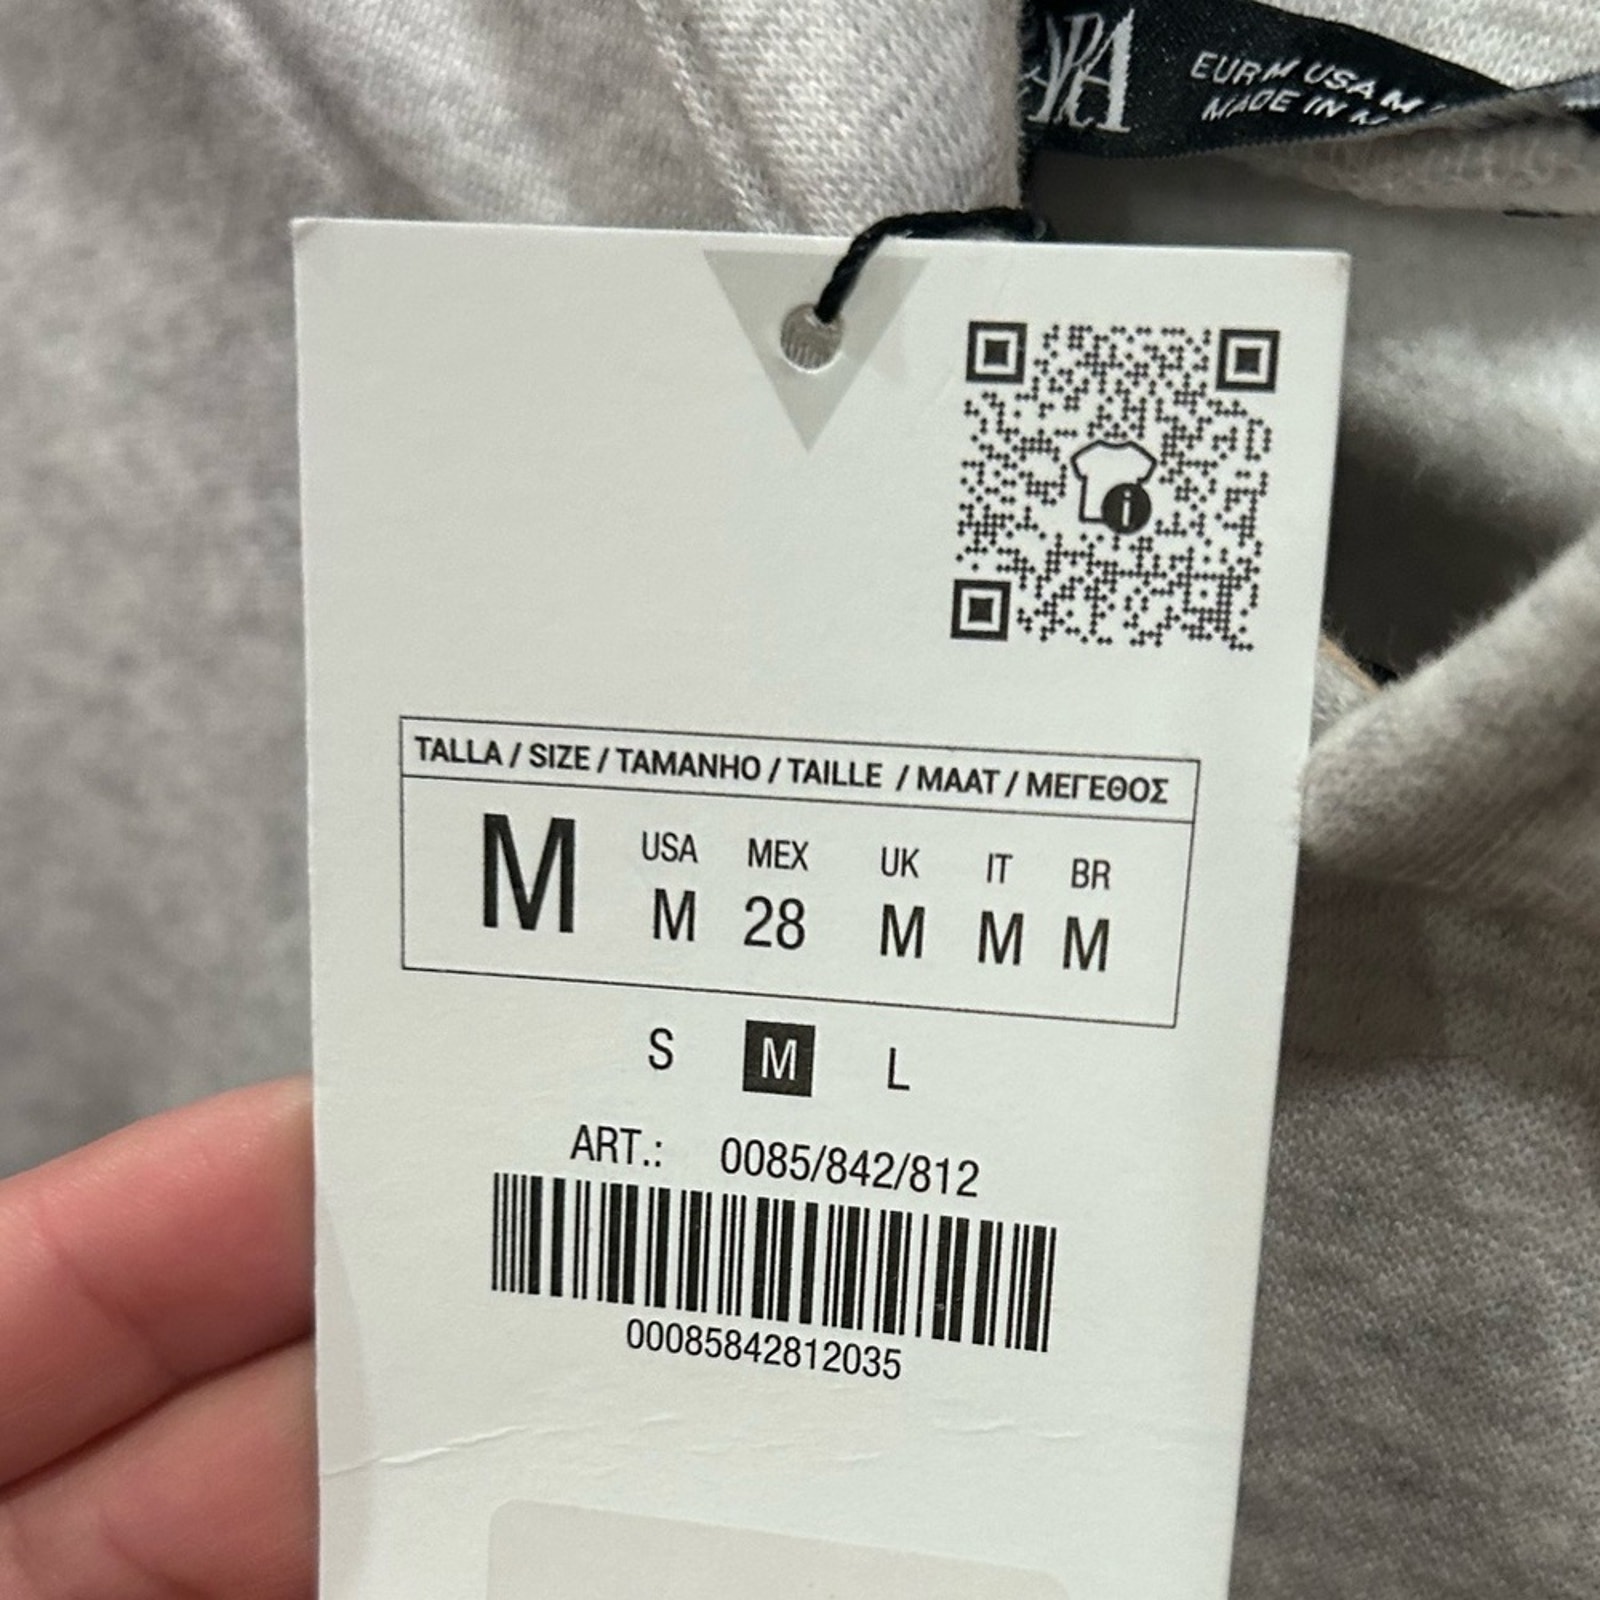 ZARA
EUR M USA M
MADE IN
TALLA / SIZE / TAMANHO / TAILLE / MAAT / ΜΕΓΕΘΟΣ
M
USA MEX UK IT BR
M 28 M M M
S M L
ART.: 0085/842/812
00085842812035